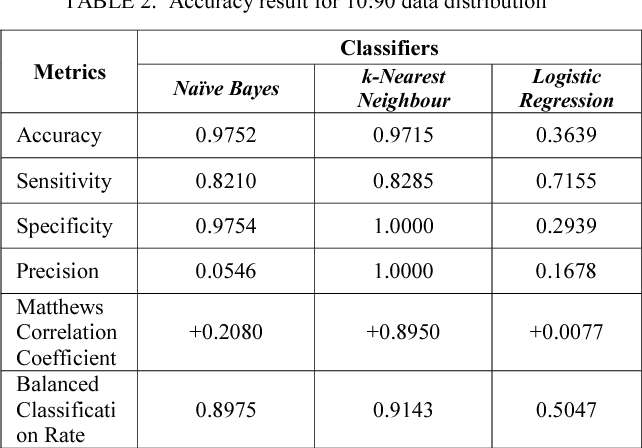 TABLE 2. Accuracy result for 10:90 data distribution
Metrics
Classifiers
Naïve Bayes
k-Nearest
Neighbour
Logistic
Regression
Accuracy 0.9752 0.9715 0.3639
Sensitivity 0.8210 0.8285 0.7155
Specificity 0.9754 1.0000 0.2939
Precision 0.0546 1.0000 0.1678
Matthews
Correlation
Coefficient
+0.2080 +0.8950 +0.0077
Balanced
Classificati
on Rate
0.8975 0.9143 0.5047